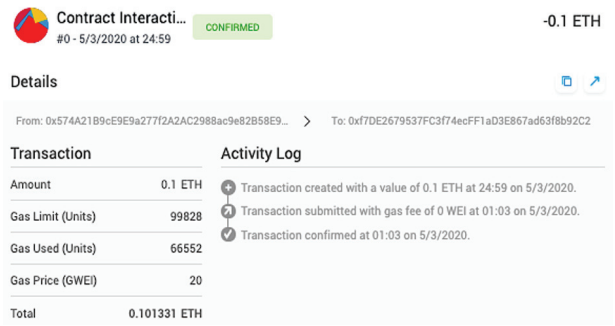 Contract Interacti...
CONFIRMED
-0.1 ETH
#0 - 5/3/2020 at 24:59
Details
From: 0x574A21B9cE9E9a277f2A2AC2988ac9e82B58E9... > To: 0xf7DE2679537FC3f74ecFF1aD3E867ad63f8b92C2
Transaction
Amount 0.1 ETH
Gas Limit (Units) 99828
Gas Used (Units) 66552
Gas Price (GWEI) 20
Total 0.101331 ETH
Activity Log
Transaction created with a value of 0.1 ETH at 24:59 on 5/3/2020.
Transaction submitted with gas fee of 0 WEI at 01:03 on 5/3/2020.
Transaction confirmed at 01:03 on 5/3/2020.